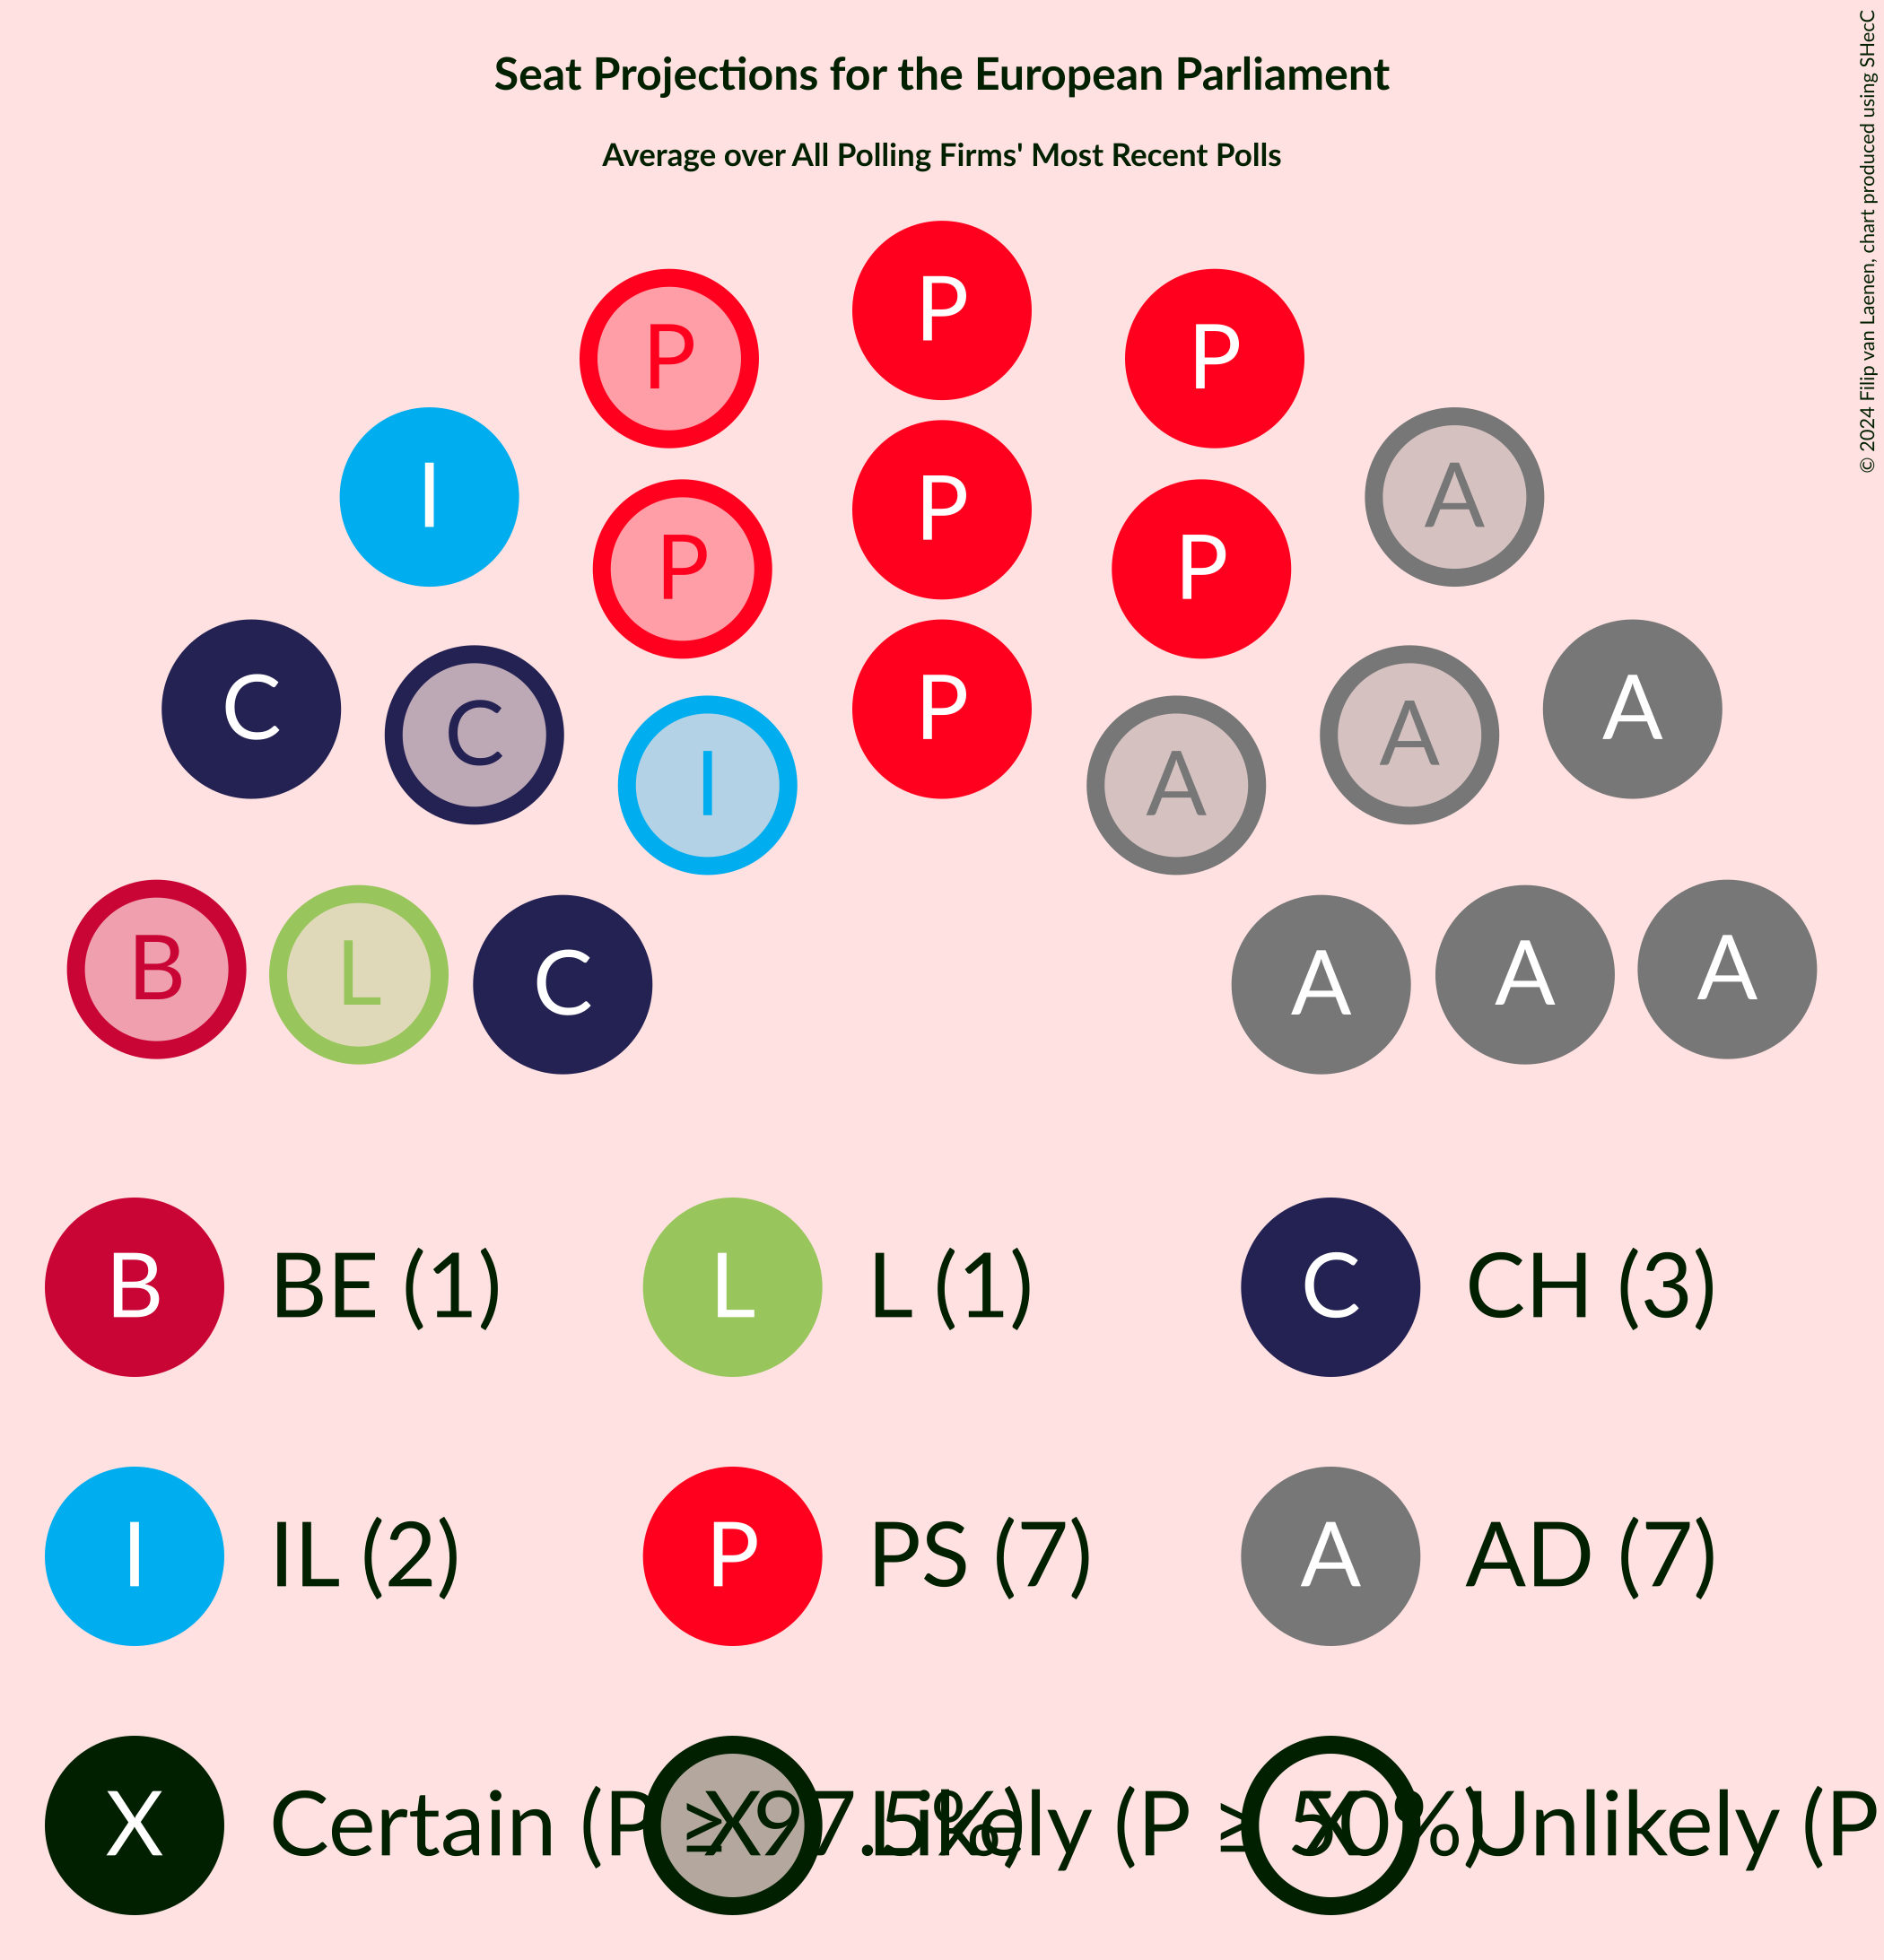 Seat Projections for the European Parliament
Average over All Polling Firms' Most Recent Polls
© 2024 Filip van Laenen, chart produced using SHecC
P
P P
I P P P A
C C I P A A A
B L C A A A
B BE (1) L L (1) C CH (3)
I IL (2) P PS (7) A AD (7)
X Certain (P ≥ 97.5%) X Likely (P ≥ 50%) X Unlikely (P